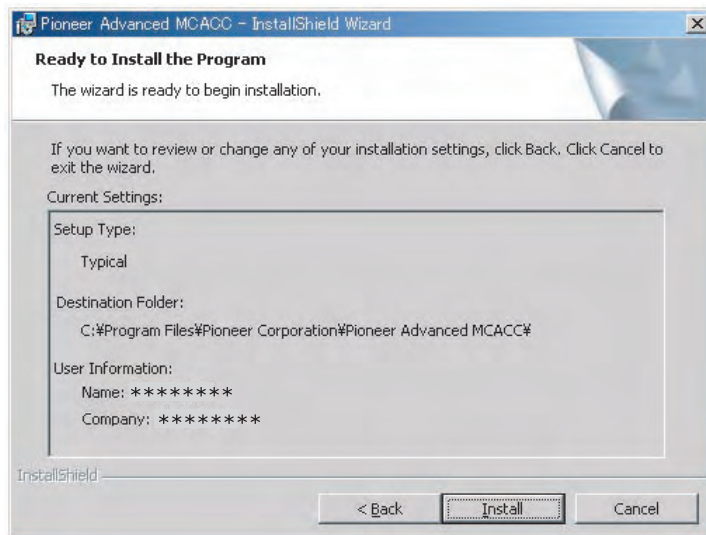 Pioneer Advanced MCACC - InstallShield Wizard
Ready to Install the Program
The wizard is ready to begin installation.
If you want to review or change any of your installation settings, click Back. Click Cancel to
exit the wizard.
Current Settings:
Setup Type:
Typical
Destination Folder:
C:¥Program Files¥Pioneer Corporation¥Pioneer Advanced MCACC¥
User Information:
Name: ********
Company: ********
InstallShield
< Back
Install
Cancel